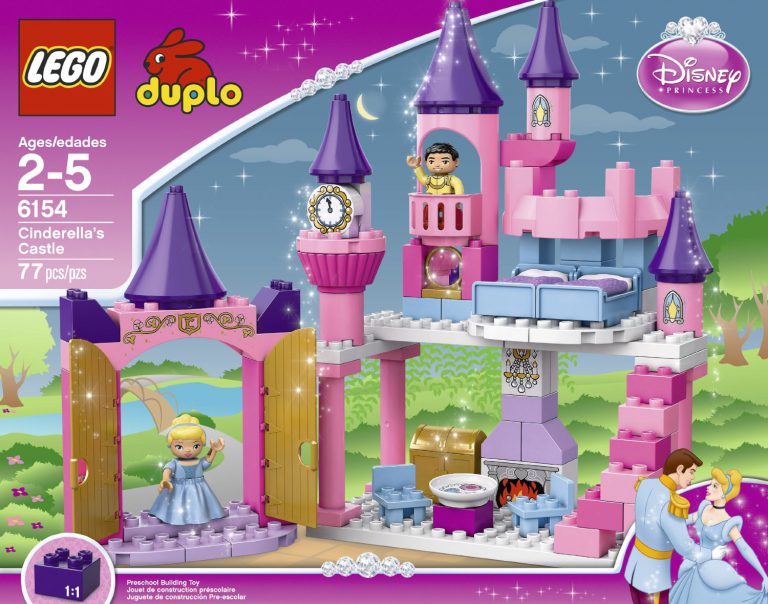 LEGO
duplo
Disney
PRINCESS
Ages/edades
2-5
6154
Cinderella's
Castle
77 pcs/pzs
1:1
Preschool Building Toy
Jouet de construction préscolaire
Juguete de construcción Pre-escolar